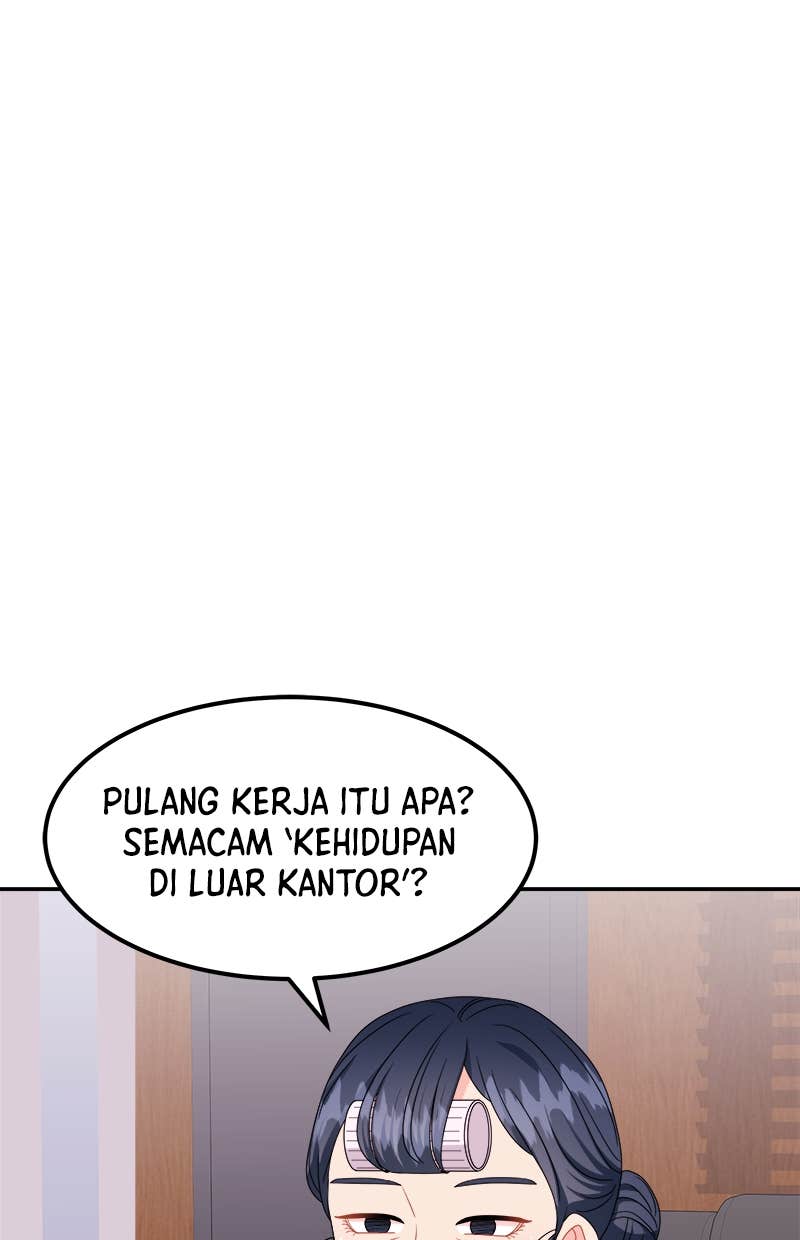 PULANG KERJA ITU APA?
SEMACAM ‘KEHIDUPAN
DI LUAR KANTOR’?